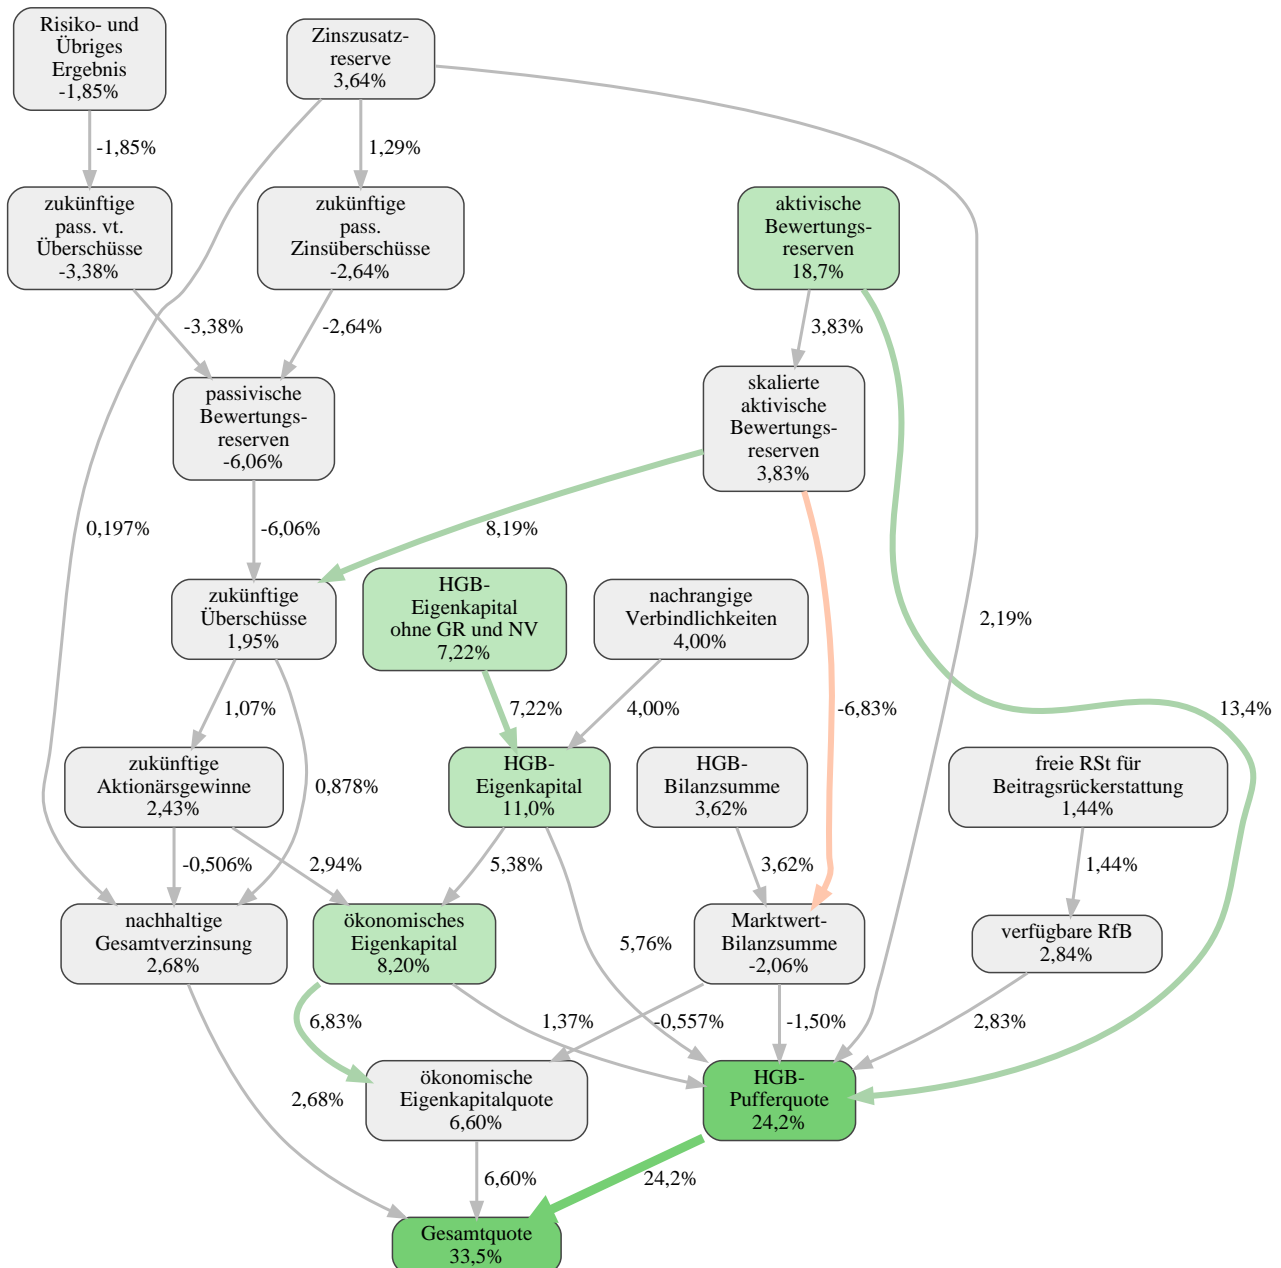 Risiko- und
Übriges
Ergebnis
-1,85%
Zinszusatz-
reserve
3,64%
-1,85%
1,29%
zukünftige
pass. vt.
Überschüsse
-3,38%
zukünftige
pass.
Zinsüberschüsse
-2,64%
aktivische
Bewertungs-
reserven
18,7%
-3,38%
-2,64%
3,83%
passivische
Bewertungs-
reserven
-6,06%
skalierte
aktivische
Bewertungs-
reserven
3,83%
0,197%
-6,06%
8,19%
zukünftige
Überschüsse
1,95%
HGB-
Eigenkapital
ohne GR und NV
7,22%
nachrangige
Verbindlichkeiten
4,00%
2,19%
1,07%
7,22%
4,00%
-6,83%
13,4%
zukünftige
Aktionärsgewinne
2,43%
0,878%
HGB-
Eigenkapital
11,0%
HGB-
Bilanzsumme
3,62%
freie RSt für
Beitragsrückerstattung
1,44%
-0,506%
2,94%
5,38%
3,62%
1,44%
nachhaltige
Gesamtverzinsung
2,68%
ökonomisches
Eigenkapital
8,20%
5,76%
Marktwert-
Bilanzsumme
-2,06%
verfügbare RfB
2,84%
6,83%
1,37%
-0,557%
-1,50%
2,83%
2,68%
ökonomische
Eigenkapitalquote
6,60%
HGB-
Pufferquote
24,2%
6,60%
24,2%
Gesamtquote
33,5%